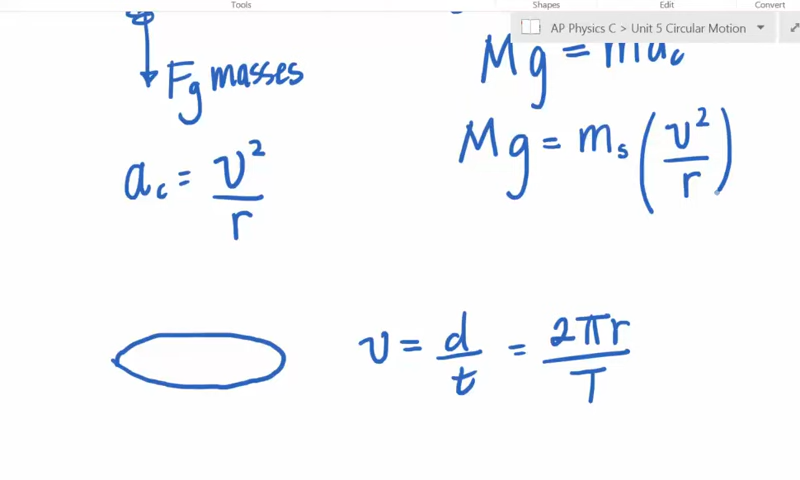 Tools Shapes Edit Convert
AP Physics C > Unit 5 Circular Motion
Mg = mac
Fg masses
Mg = ms (v²/r)
ac = v²/r
v = d/t = 2πr/T